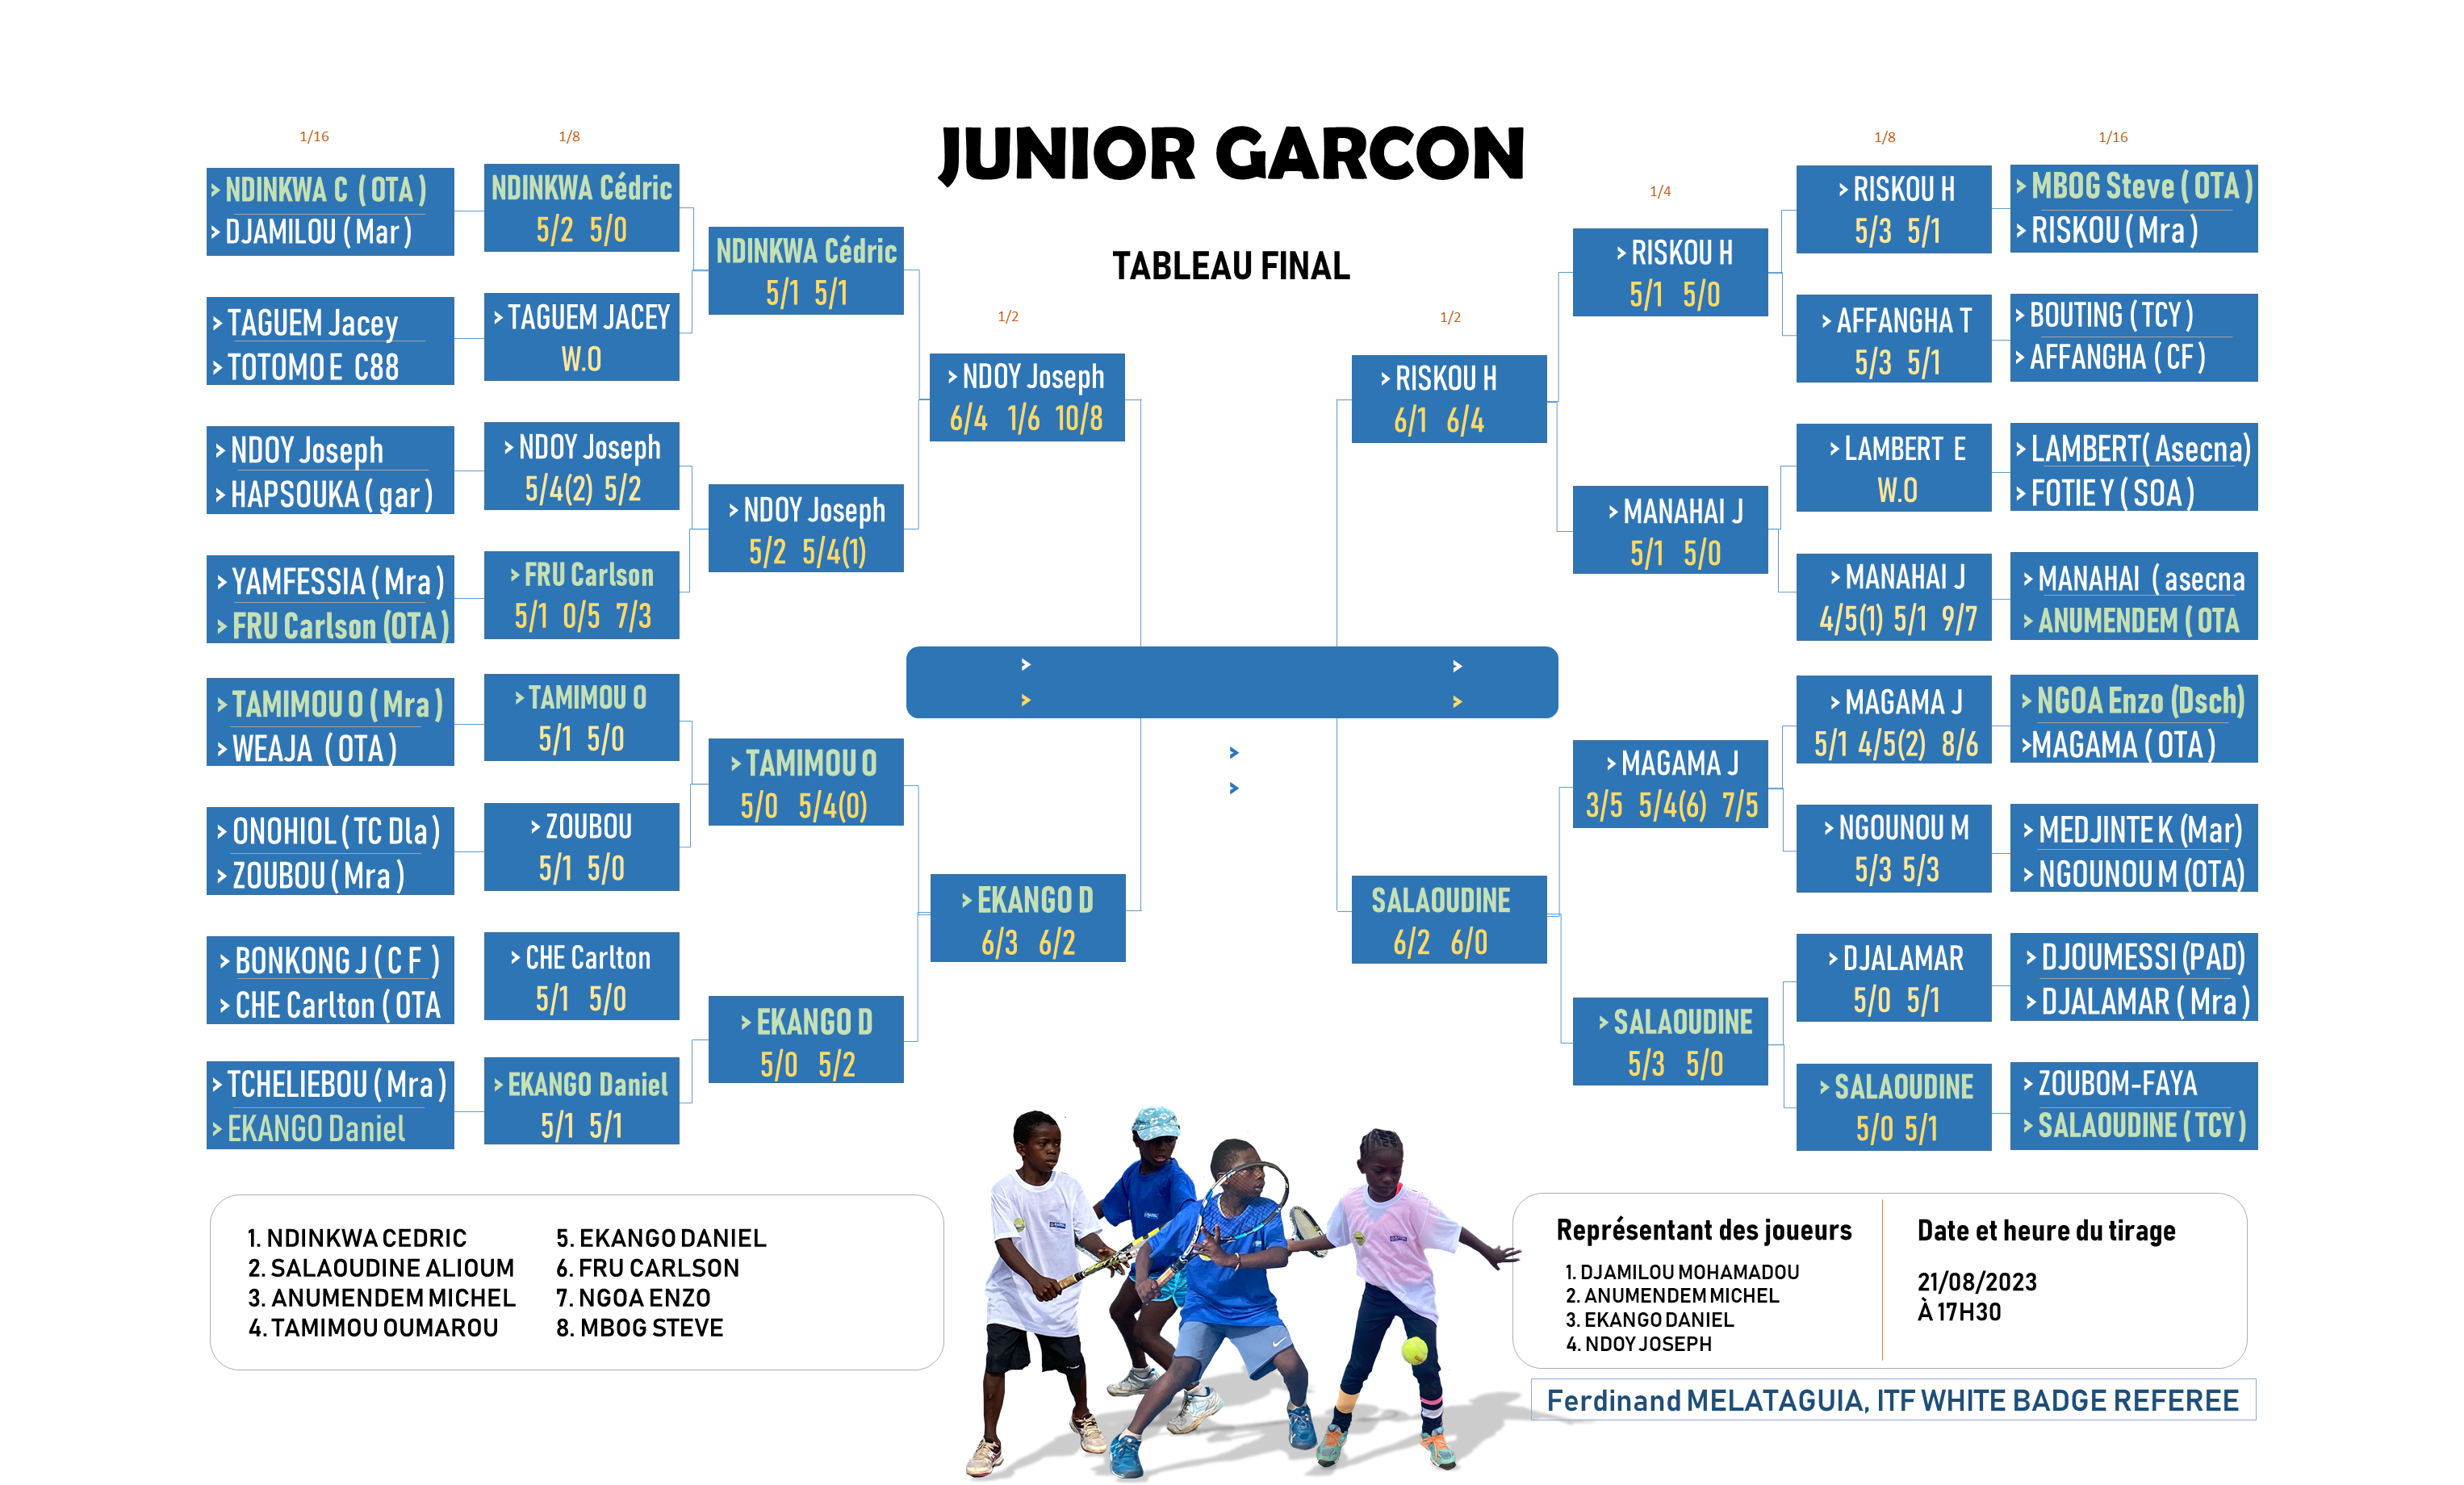 JUNIOR GARCON
TABLEAU FINAL
1/16
> NDINKWA C ( OTA )
> DJAMILOU ( Mar )
> TAGUEM Jacey
> TOTOMO E C88
> NDOY Joseph
> HAPSOUKA ( gar )
> YAMFESSIA ( Mra )
> FRU Carlson (OTA )
> TAMIMOU O ( Mra )
> WEAJA ( OTA )
> ONOHIOL ( TC Dla )
> ZOUBOU ( Mra )
> BONKONG J ( C F )
> CHE Carlton ( OTA
> TCHELIEBOU ( Mra )
> EKANGO Daniel
1/8
NDINKWA Cédric
5/2 5/0
> TAGUEM JACEY
W.O
> NDOY Joseph
5/4(2) 5/2
> FRU Carlson
5/1 0/5 7/3
> TAMIMOU O
5/1 5/0
> ZOUBOU
5/1 5/0
> CHE Carlton
5/1 5/0
> EKANGO Daniel
5/1 5/1
NDINKWA Cédric
5/1 5/1
> NDOY Joseph
5/2 5/4(1)
> TAMIMOU O
5/0 5/4(0)
> EKANGO D
5/0 5/2
1/2
> NDOY Joseph
6/4 1/6 10/8
> EKANGO D
6/3 6/2
> >
> >
>
>
1/2
> RISKOU H
6/1 6/4
SALAOUDINE
6/2 6/0
1/4
> RISKOU H
5/1 5/0
> MANAHAI J
5/1 5/0
> MAGAMA J
3/5 5/4(6) 7/5
> SALAOUDINE
5/3 5/0
1/8
> RISKOU H
5/3 5/1
> AFFANGHA T
5/3 5/1
> LAMBERT E
W.O
> MANAHAI J
4/5(1) 5/1 9/7
> MAGAMA J
5/1 4/5(2) 8/6
> NGOUNOU M
5/3 5/3
> DJALAMAR
5/0 5/1
> SALAOUDINE
5/0 5/1
1/16
> MBOG Steve ( OTA )
> RISKOU ( Mra )
> BOUTING ( TCY )
> AFFANGHA ( CF )
> LAMBERT( Asecna)
> FOTIE Y ( SOA )
> MANAHAI ( asecna
> ANUMENDEM ( OTA
> NGOA Enzo (Dsch)
>MAGAMA ( OTA )
> MEDJINTE K (Mar)
> NGOUNOU M (OTA)
> DJOUMESSI (PAD)
> DJALAMAR ( Mra )
> ZOUBOM-FAYA
> SALAOUDINE ( TCY )
1. NDINKWA CEDRIC
2. SALAOUDINE ALIOUM
3. ANUMENDEM MICHEL
4. TAMIMOU OUMAROU
5. EKANGO DANIEL
6. FRU CARLSON
7. NGOA ENZO
8. MBOG STEVE
Représentant des joueurs
1. DJAMILOU MOHAMADOU
2. ANUMENDEM MICHEL
3. EKANGO DANIEL
4. NDOY JOSEPH
Date et heure du tirage
21/08/2023
À 17H30
Ferdinand MELATAGUIA, ITF WHITE BADGE REFEREE